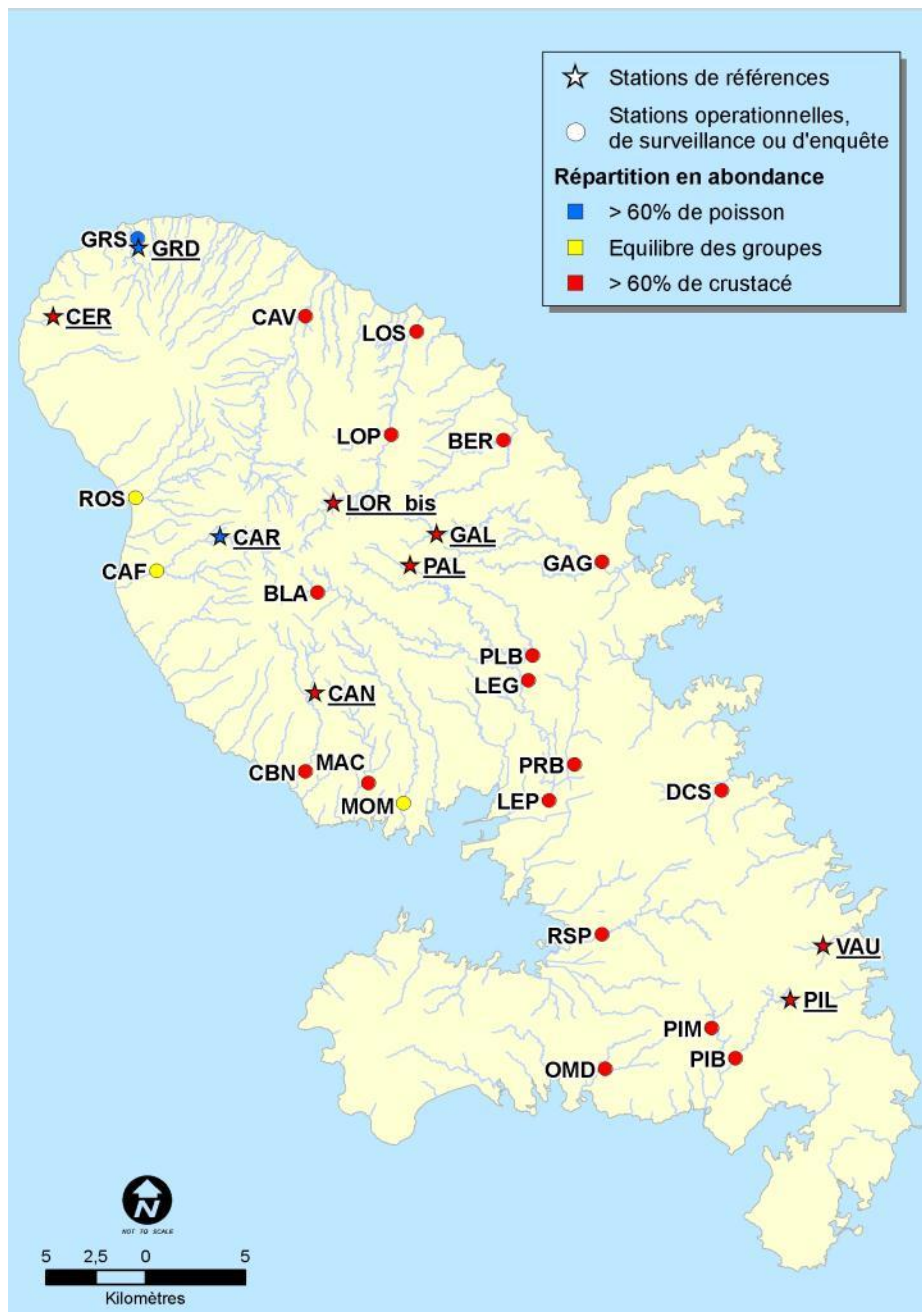 Stations de références
Stations operationnelles,
de surveillance ou d'enquête
Répartition en abondance
> 60% de poisson
Equilibre des groupes
> 60% de crustacé
GRS
GRD
CER
CAV
LOS
LOP
BER
ROS
LOR bis
CAR
GAL
CAF
PAL
GAG
BLA
PLB
LEG
CAN
CBN
MAC
PRB
MOM
LEP
DCS
RSP
VAU
PIL
PIM
PIB
OMD
N
NOT TO SCALE
5 2,5 0 5
Kilomètres